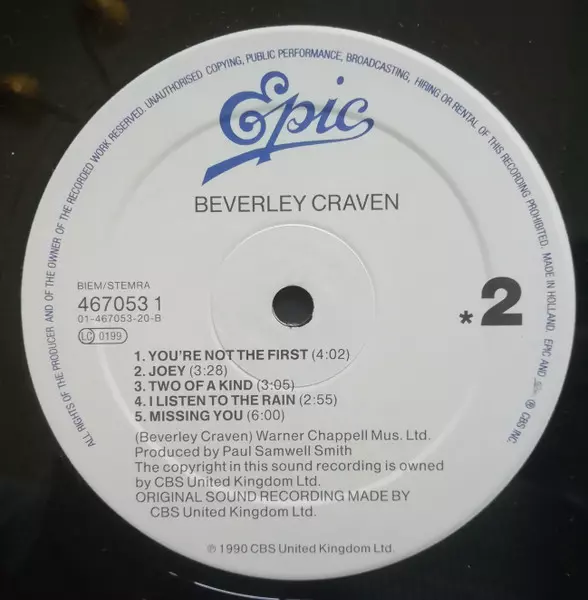 ALL RIGHTS OF THE PRODUCER AND OF THE OWNER OF THE RECORDED WORK RESERVED. UNAUTHORISED COPYING, PUBLIC PERFORMANCE, BROADCASTING, HIRING OR RENTAL OF THIS RECORDING PROHIBITED. MADE IN HOLLAND. EPIC AND ℗ CBS INC.
Epic
BEVERLEY CRAVEN
BIEM/STEMRA
467053 1
01-467053-20-B
LC 0199
*2
1. YOU'RE NOT THE FIRST (4:02)
2. JOEY (3:28)
3. TWO OF A KIND (3:05)
4. I LISTEN TO THE RAIN (2:55)
5. MISSING YOU (6:00)
(Beverley Craven) Warner Chappell Mus. Ltd.
Produced by Paul Samwell Smith
The copyright in this sound recording is owned
by CBS United Kingdom Ltd.
ORIGINAL SOUND RECORDING MADE BY
CBS United Kingdom Ltd.
℗ 1990 CBS United Kingdom Ltd.